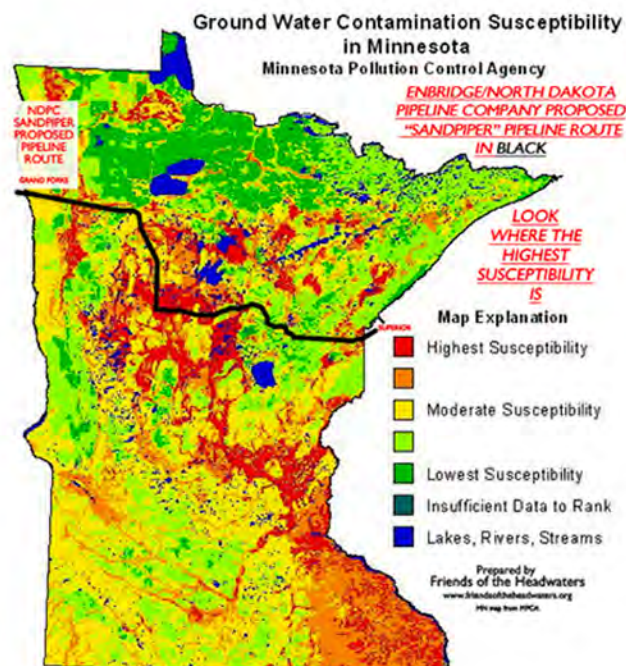 Ground Water Contamination Susceptibility
in Minnesota
Minnesota Pollution Control Agency
ENBRIDGE/NORTH DAKOTA
PIPELINE COMPANY PROPOSED
"SANDPIPER" PIPELINE ROUTE
IN BLACK
NDPC
SANDPIPER
PROPOSED
PIPELINE
ROUTE
GRAND FORKS
LOOK
WHERE THE
HIGHEST
SUSCEPTIBILITY
IS
SUPERIOR
Map Explanation
Highest Susceptibility
Moderate Susceptibility
Lowest Susceptibility
Insufficient Data to Rank
Lakes, Rivers, Streams
Prepared by
Friends of the Headwaters
www.friendsoftheheadwaters.org
MN map from MPCA